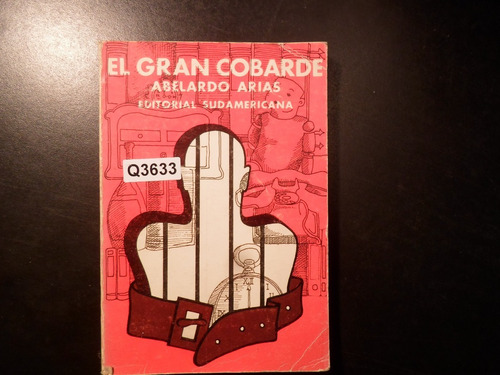 EL GRAN COBARDE
ABELARDO ARIAS
EDITORIAL SUDAMERICANA
Q3633